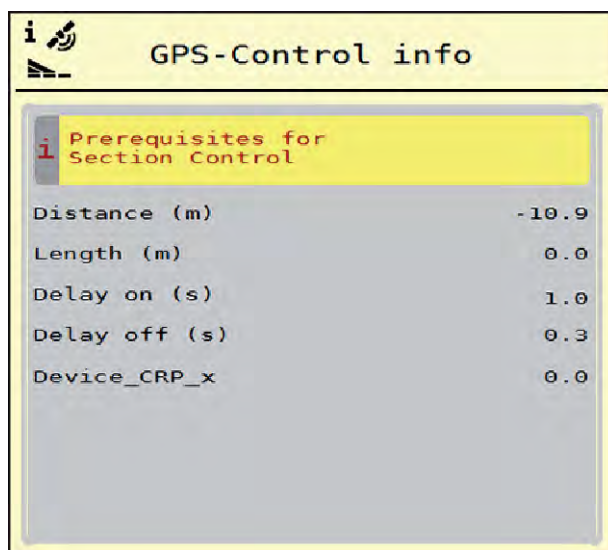 i
GPS-Control info
i Prerequisites for
Section Control
Distance (m) -10.9
Length (m) 0.0
Delay on (s) 1.0
Delay off (s) 0.3
Device_CRP_x 0.0